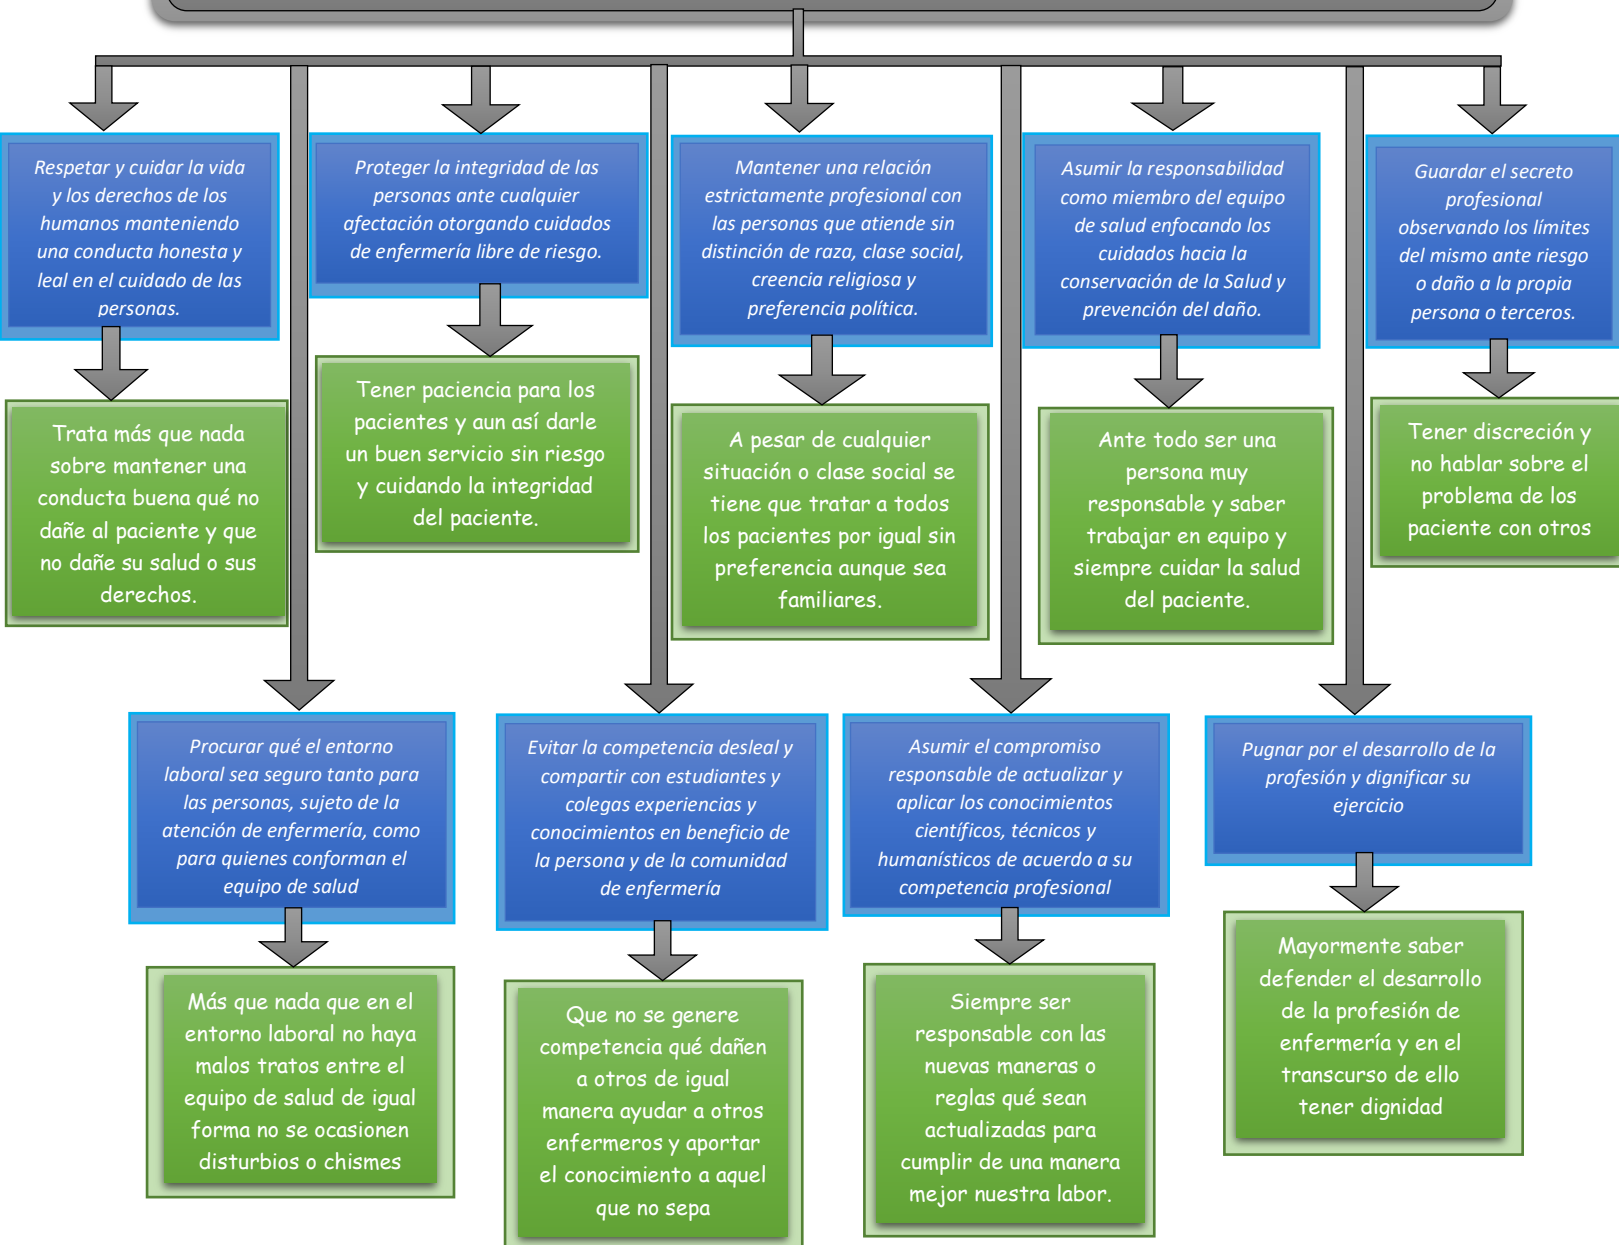 Respetar y cuidar la vida
y los derechos de los
humanos manteniendo
una conducta honesta y
leal en el cuidado de las
personas.
Proteger la integridad de las
personas ante cualquier
afectación otorgando cuidados
de enfermería libre de riesgo.
Mantener una relación
estrictamente profesional con
las personas que atiende sin
distinción de raza, clase social,
creencia religiosa y
preferencia política.
Asumir la responsabilidad
como miembro del equipo
de salud enfocando los
cuidados hacia la
conservación de la Salud y
prevención del daño.
Guardar el secreto
profesional
observando los límites
del mismo ante riesgo
o daño a la propia
persona o terceros.
Trata más que nada
sobre mantener una
conducta buena qué no
dañe al paciente y que
no dañe su salud o sus
derechos.
Tener paciencia para los
pacientes y aun así darle
un buen servicio sin riesgo
y cuidando la integridad
del paciente.
A pesar de cualquier
situación o clase social se
tiene que tratar a todos
los pacientes por igual sin
preferencia aunque sea
familiares.
Ante todo ser una
persona muy
responsable y saber
trabajar en equipo y
siempre cuidar la salud
del paciente.
Tener discreción y
no hablar sobre el
problema de los
paciente con otros
Procurar qué el entorno
laboral sea seguro tanto para
las personas, sujeto de la
atención de enfermería, como
para quienes conforman el
equipo de salud
Evitar la competencia desleal y
compartir con estudiantes y
colegas experiencias y
conocimientos en beneficio de
la persona y de la comunidad
de enfermería
Asumir el compromiso
responsable de actualizar y
aplicar los conocimientos
científicos, técnicos y
humanísticos de acuerdo a su
competencia profesional
Pugnar por el desarrollo de la
profesión y dignificar su
ejercicio
Más que nada que en el
entorno laboral no haya
malos tratos entre el
equipo de salud de igual
forma no se ocasionen
disturbios o chismes
Que no se genere
competencia qué dañen
a otros de igual
manera ayudar a otros
enfermeros y aportar
el conocimiento a aquel
que no sepa
Siempre ser
responsable con las
nuevas maneras o
reglas qué sean
actualizadas para
cumplir de una manera
mejor nuestra labor.
Mayormente saber
defender el desarrollo
de la profesión de
enfermería y en el
transcurso de ello
tener dignidad